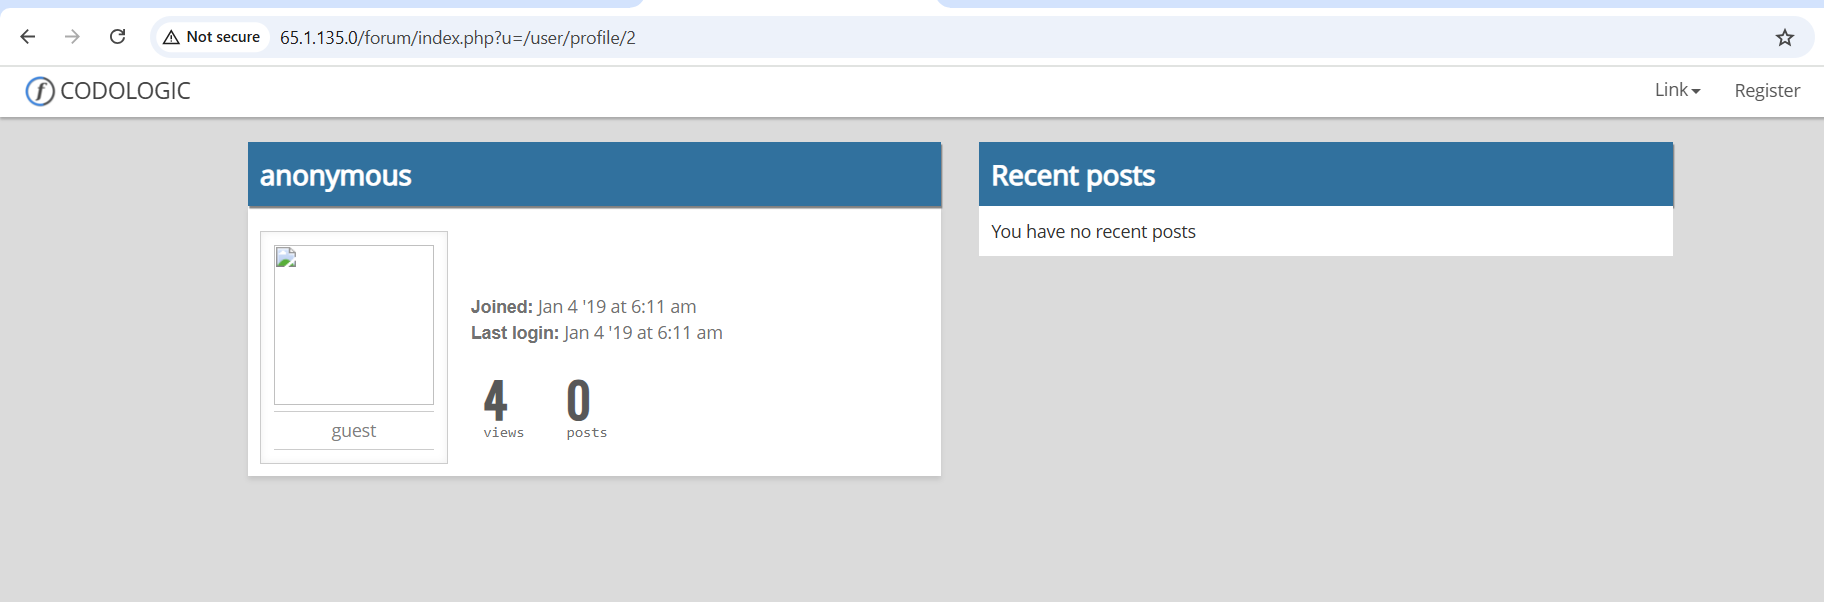 Not secure
65.1.135.0/forum/index.php?u=/user/profile/2
f CODOLOGIC
Link
Register
anonymous
guest
Joined: Jan 4 '19 at 6:11 am
Last login: Jan 4 '19 at 6:11 am
4
views
0
posts
Recent posts
You have no recent posts